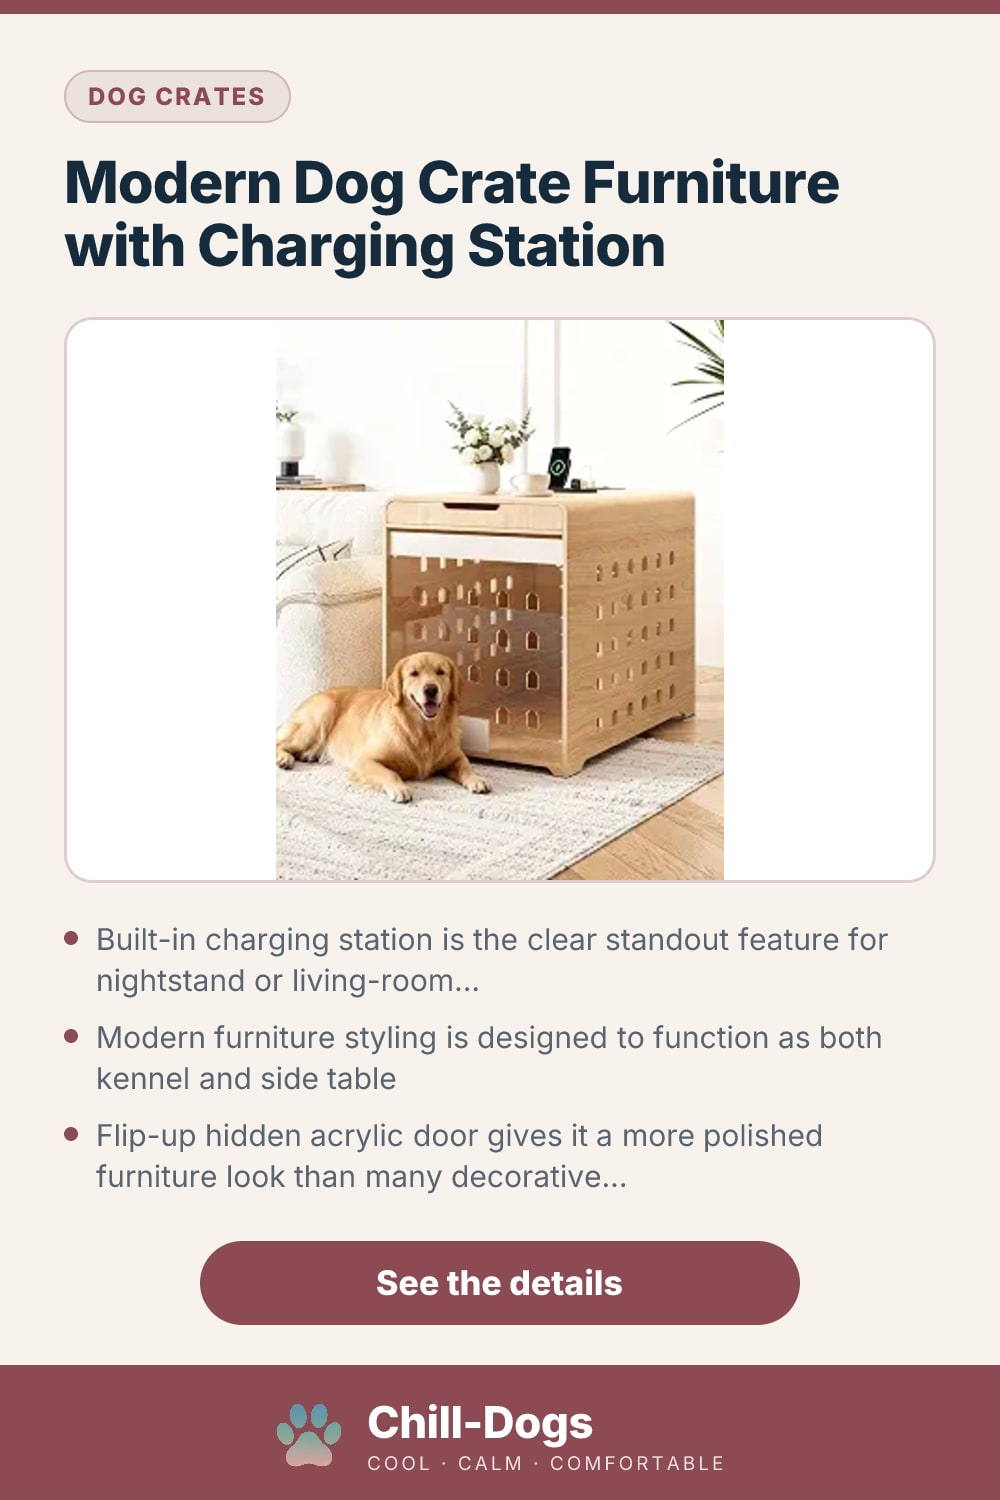 DOG CRATES
Modern Dog Crate Furniture
with Charging Station
Built-in charging station is the clear standout feature for
nightstand or living-room...
Modern furniture styling is designed to function as both
kennel and side table
Flip-up hidden acrylic door gives it a more polished
furniture look than many decorative...
See the details
Chill-Dogs
COOL · CALM · COMFORTABLE